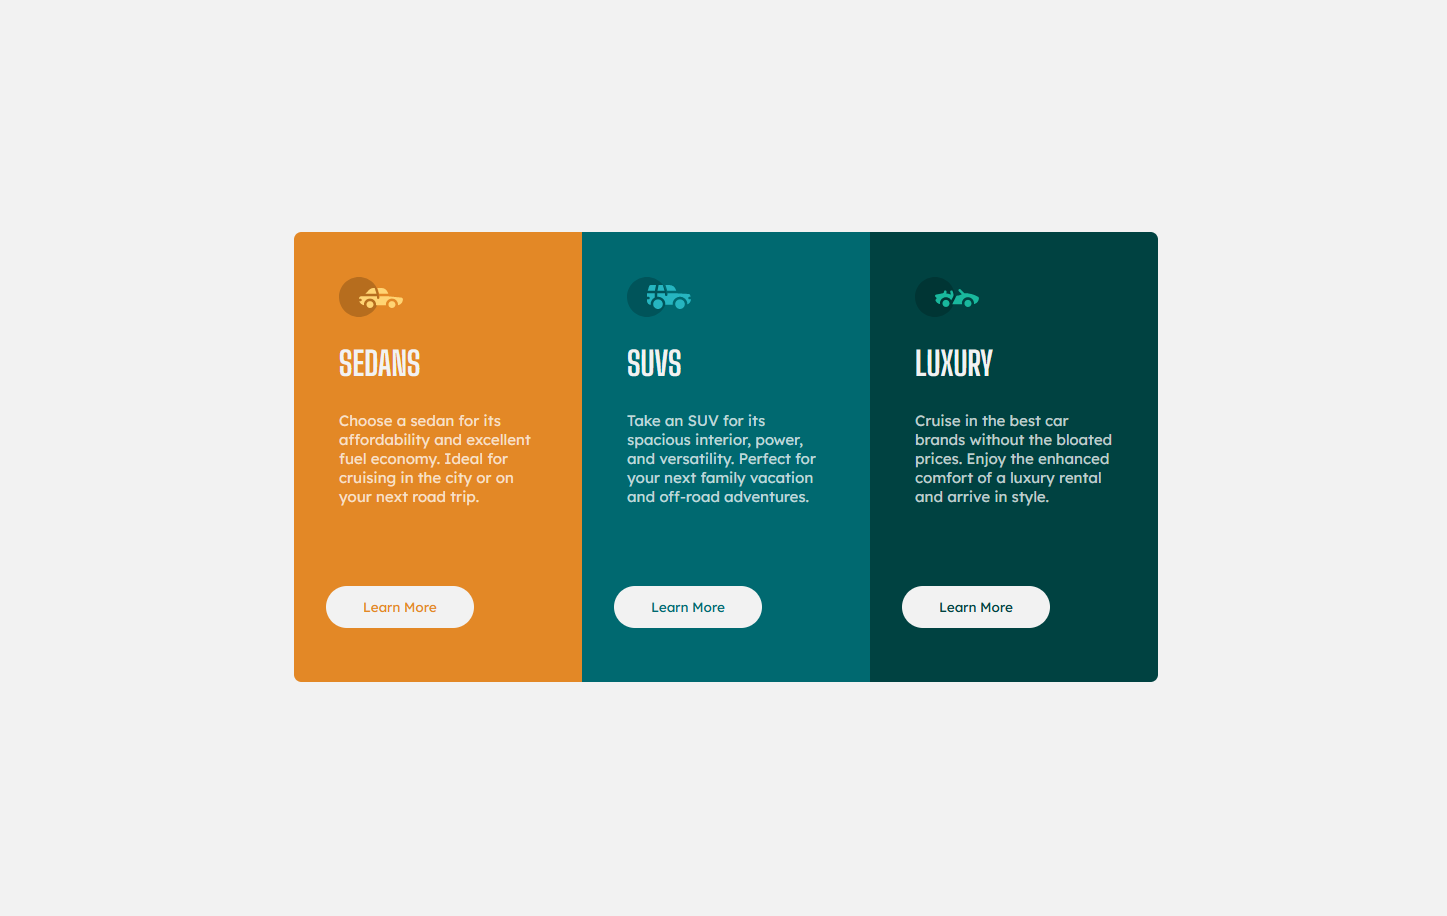 SEDANS
Choose a sedan for its
affordability and excellent
fuel economy. Ideal for
cruising in the city or on
your next road trip.
Learn More
SUVS
Take an SUV for its
spacious interior, power,
and versatility. Perfect for
your next family vacation
and off-road adventures.
Learn More
LUXURY
Cruise in the best car
brands without the bloated
prices. Enjoy the enhanced
comfort of a luxury rental
and arrive in style.
Learn More